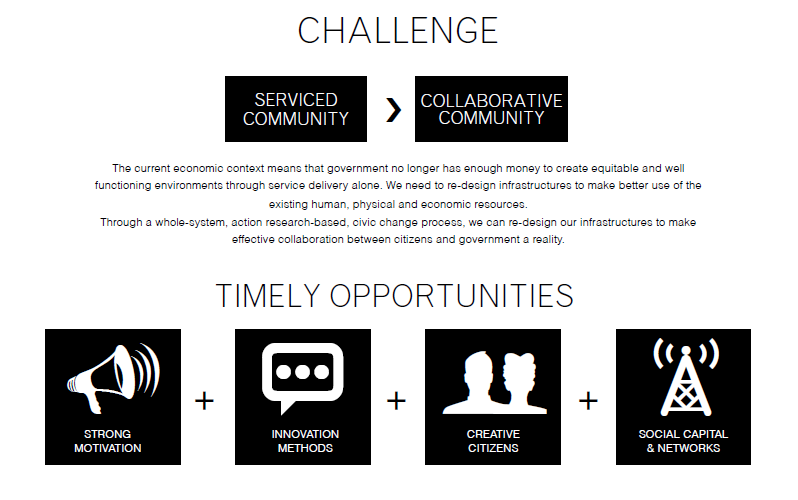 CHALLENGE
SERVICED
COMMUNITY
COLLABORATIVE
COMMUNITY
The current economic context means that government no longer has enough money to create equitable and well
functioning environments through service delivery alone. We need to re-design infrastructures to make better use of the
existing human, physical and economic resources.
Through a whole-system, action research-based, civic change process, we can re-design our infrastructures to make
effective collaboration between citizens and government a reality.
TIMELY OPPORTUNITIES
STRONG
MOTIVATION
+
INNOVATION
METHODS
+
CREATIVE
CITIZENS
+
SOCIAL CAPITAL
& NETWORKS